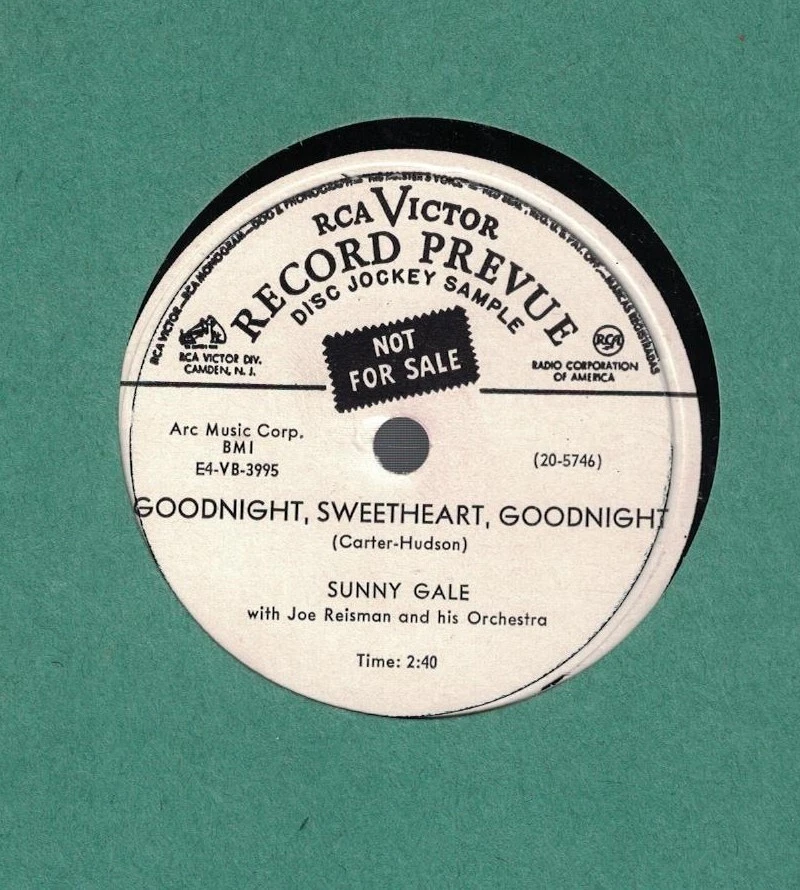 RCA VICTOR
RECORD PREVUE
DISC JOCKEY SAMPLE
NOT
FOR SALE
RCA VICTOR DIV.
CAMDEN, N. J.
RCA
RADIO CORPORATION
OF AMERICA
Arc Music Corp.
BMI
E4-VB-3995
(20-5746)
GOODNIGHT, SWEETHEART, GOODNIGHT
(Carter-Hudson)
SUNNY GALE
with Joe Reisman and his Orchestra
Time: 2:40